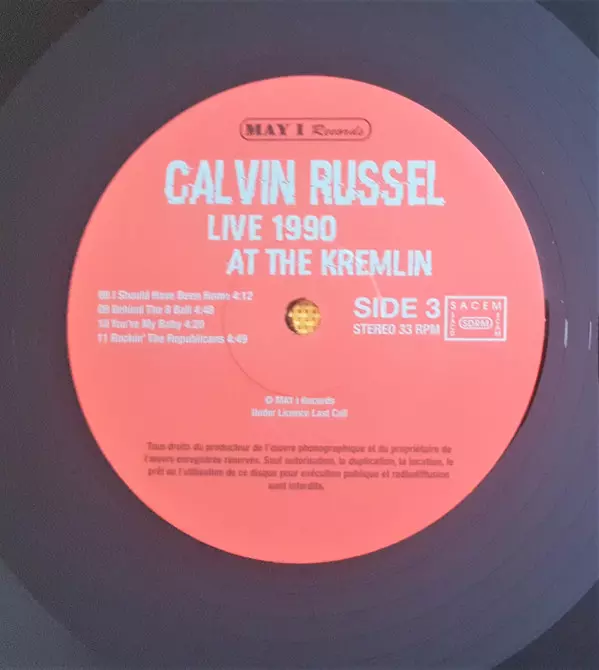 MAY I Records
CALVIN RUSSEL
LIVE 1990
AT THE KREMLIN
08 I Should Have Been Home 4:12
09 Behind The 8 Ball 4:48
10 You're My Baby 4:20
11 Rockin' The Republicans 4:49
SIDE 3
STEREO 33 RPM
SACEM
SDRM
© MAY I Records
Under Licence Last Call
Tous droits du producteur de l'œuvre phonographique et du propriétaire de
l'œuvre enregistrée réservés. Sauf autorisation, la duplication, la location, le
prêt ou l'utilisation de ce disque pour exécution publique et radiodiffusion
sont interdits.